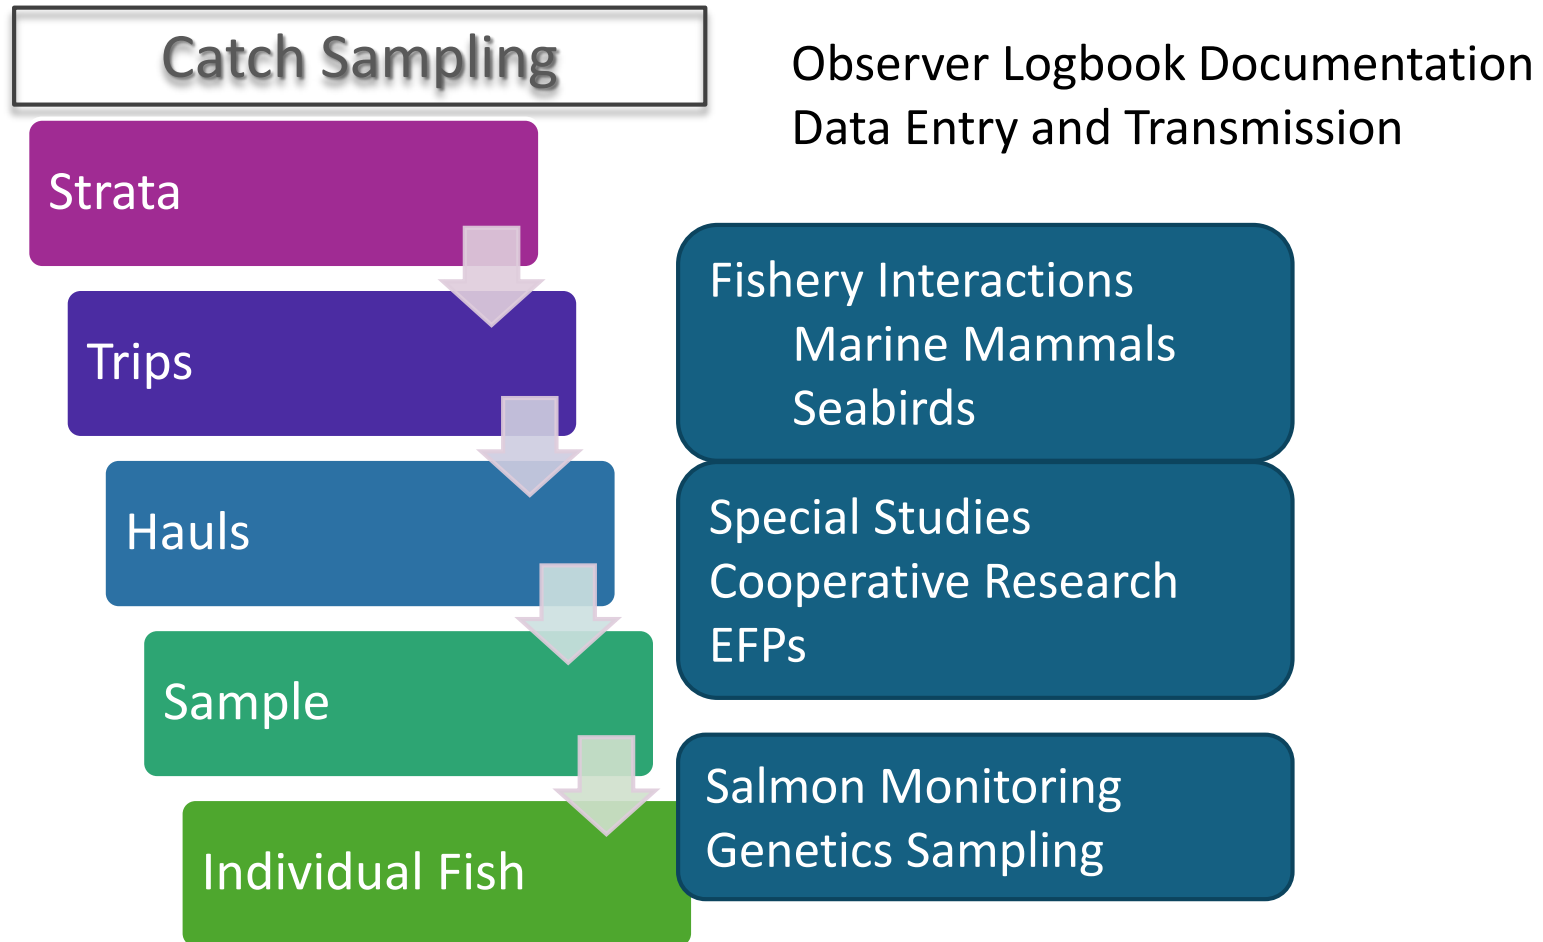 Catch Sampling
Strata
Trips
Hauls
Sample
Individual Fish
Observer Logbook Documentation
Data Entry and Transmission
Fishery Interactions
Marine Mammals
Seabirds
Special Studies
Cooperative Research
EFPs
Salmon Monitoring
Genetics Sampling